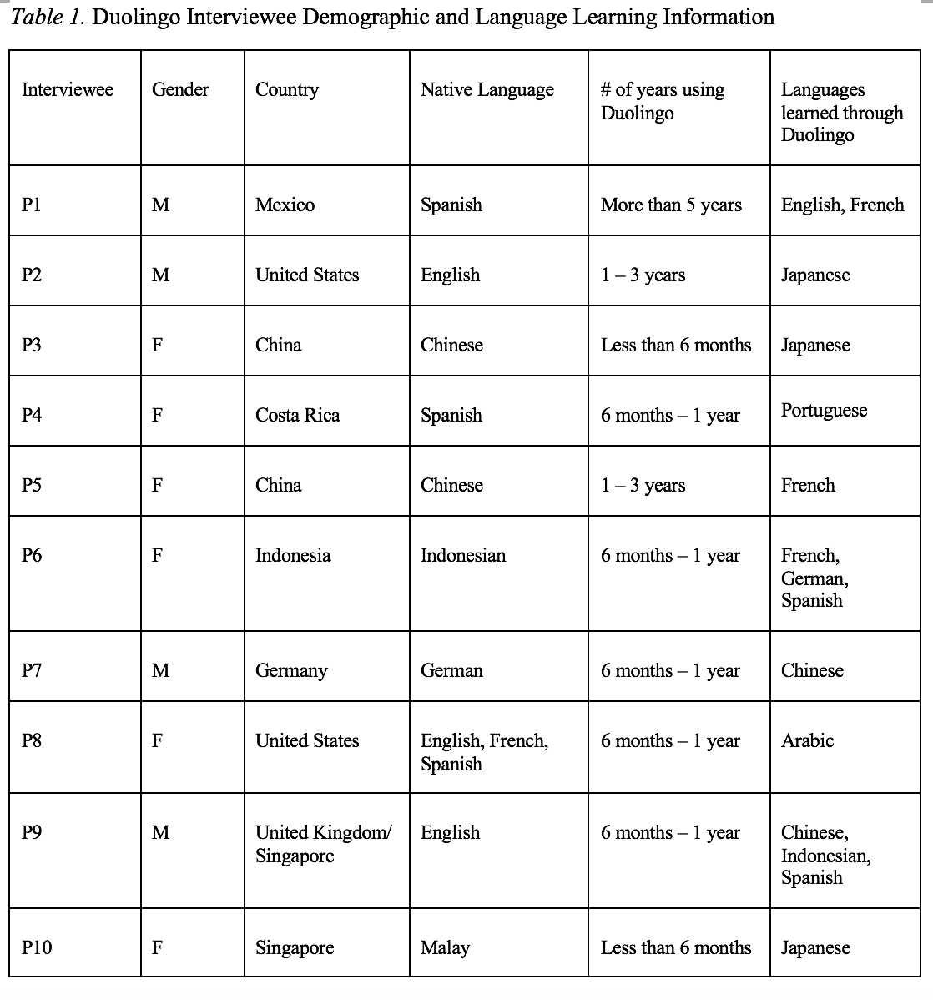 Table 1. Duolingo Interviewee Demographic and Language Learning Information
Interviewee Gender Country Native Language # of years using Duolingo Languages learned through Duolingo
P1 M Mexico Spanish More than 5 years English, French
P2 M United States English 1 – 3 years Japanese
P3 F China Chinese Less than 6 months Japanese
P4 F Costa Rica Spanish 6 months – 1 year Portuguese
P5 F China Chinese 1 – 3 years French
P6 F Indonesia Indonesian 6 months – 1 year French, German, Spanish
P7 M Germany German 6 months – 1 year Chinese
P8 F United States English, French, Spanish 6 months – 1 year Arabic
P9 M United Kingdom/ Singapore English 6 months – 1 year Chinese, Indonesian, Spanish
P10 F Singapore Malay Less than 6 months Japanese